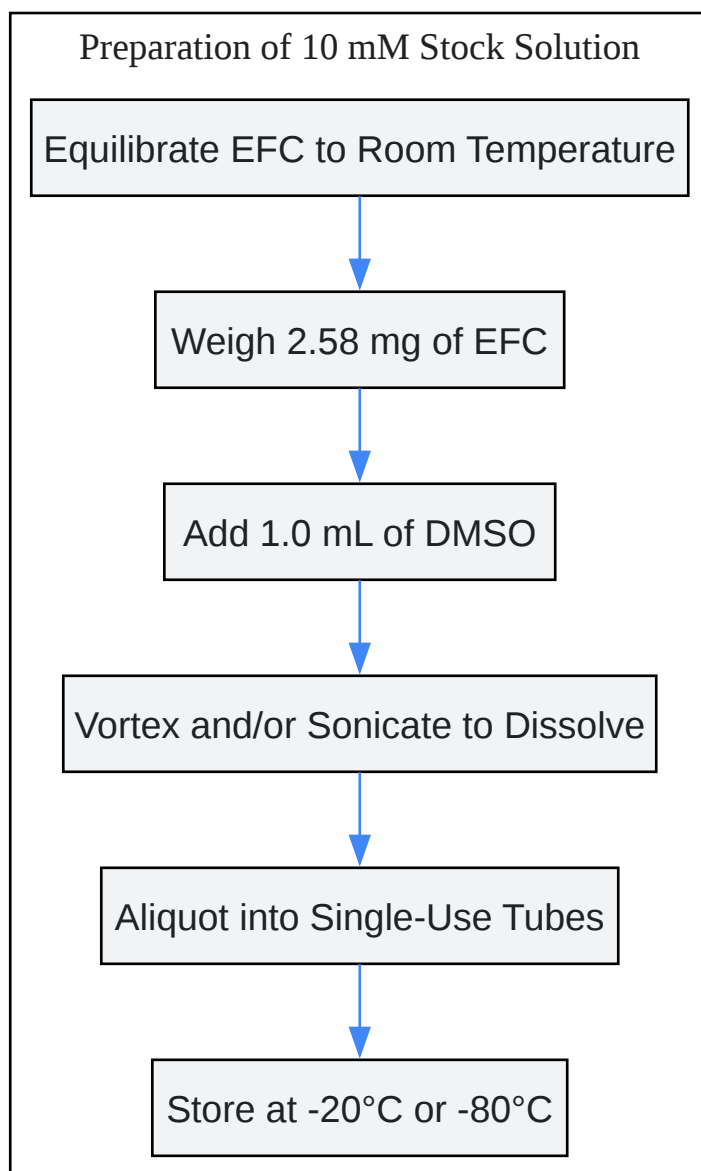 Preparation of 10 mM Stock Solution
Equilibrate EFC to Room Temperature
Weigh 2.58 mg of EFC
Add 1.0 mL of DMSO
Vortex and/or Sonicate to Dissolve
Aliquot into Single-Use Tubes
Store at -20°C or -80°C